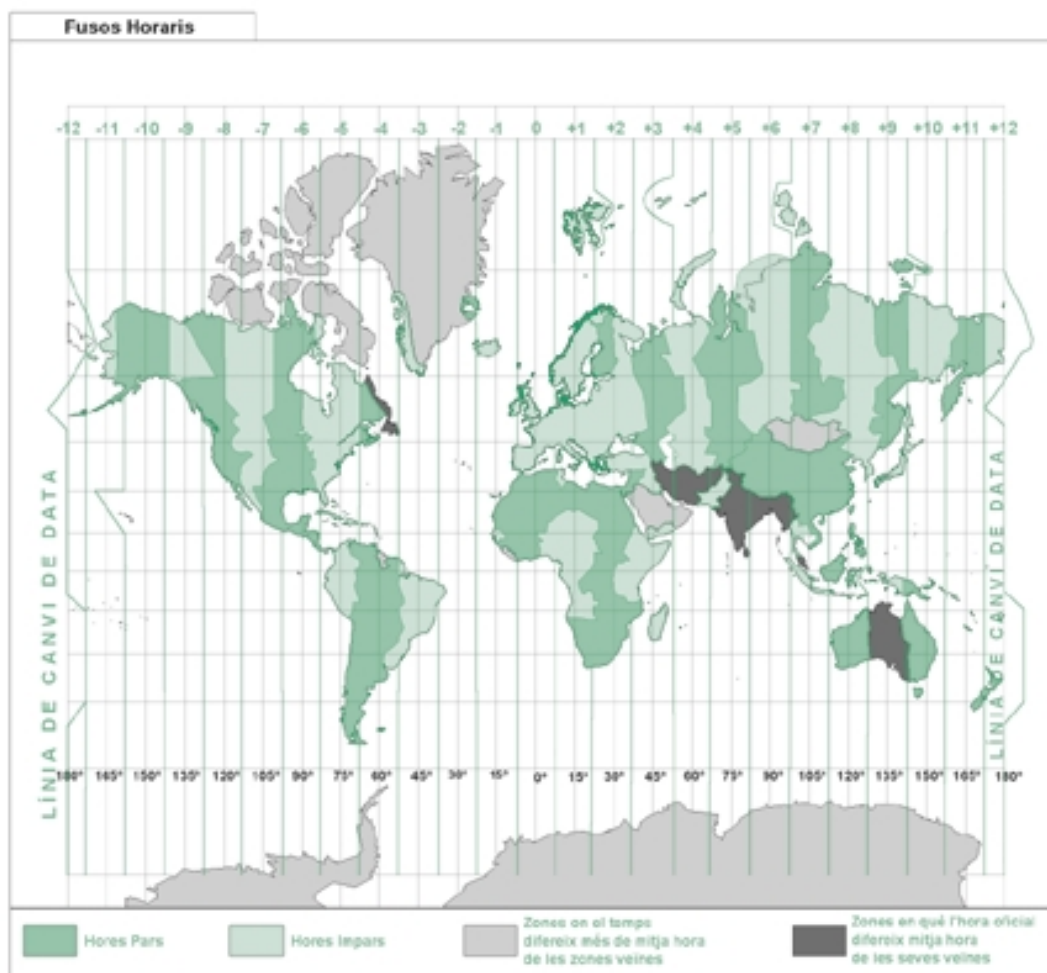 Fusos Horaris
-12 -11 -10 -9 -8 -7 -6 -5 -4 -3 -2 -1 0 +1 +2 +3 +4 +5 +6 +7 +8 +9 +10 +11 +12
LÍNIA DE CANVI DE DATA
LÍNIA DE CANVI DE DATA
180° 165° 150° 135° 120° 105° 90° 75° 60° 45° 30° 15° 0° 15° 30° 45° 60° 75° 90° 105° 120° 135° 150° 165° 180°
Hores Pars
Hores Impars
Zones on el temps
difereix més de mitja hora
de les zones veïnes
Zones en què l'hora oficial
difereix mitja hora
de les seves veïnes